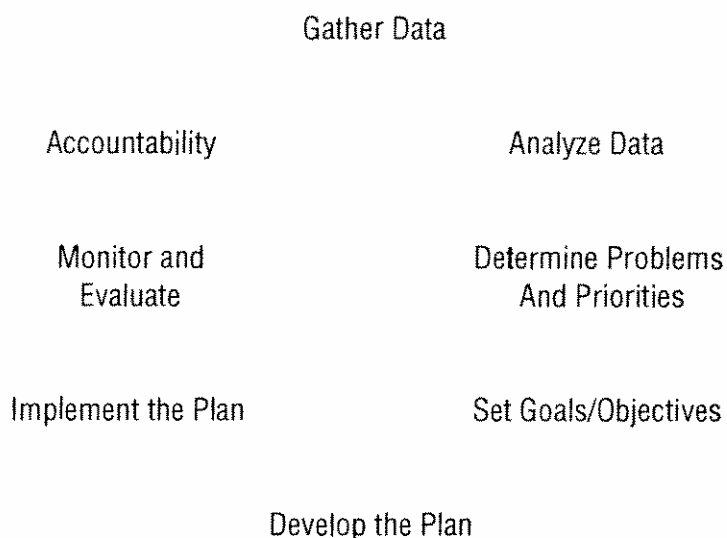 Gather Data
Accountability
Analyze Data
Monitor and
Evaluate
Determine Problems
And Priorities
Implement the Plan
Set Goals/Objectives
Develop the Plan